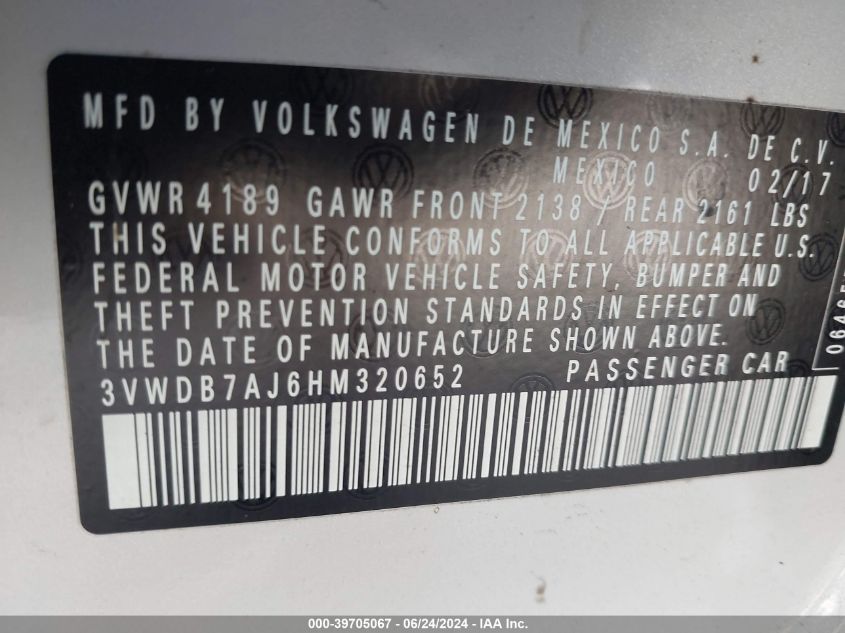 MFD BY VOLKSWAGEN DE MEXICO S.A. DE C.V.
MEXICO 02/17
GVWR 4189 GAWR FRONT 2138 / REAR 2161 LBS
THIS VEHICLE CONFORMS TO ALL APPLICABLE U.S.
FEDERAL MOTOR VEHICLE SAFETY, BUMPER AND
THEFT PREVENTION STANDARDS IN EFFECT ON
THE DATE OF MANUFACTURE SHOWN ABOVE.
3VWDB7AJ6HM320652 PASSENGER CAR
000-39705067 - 06/24/2024 - IAA Inc.